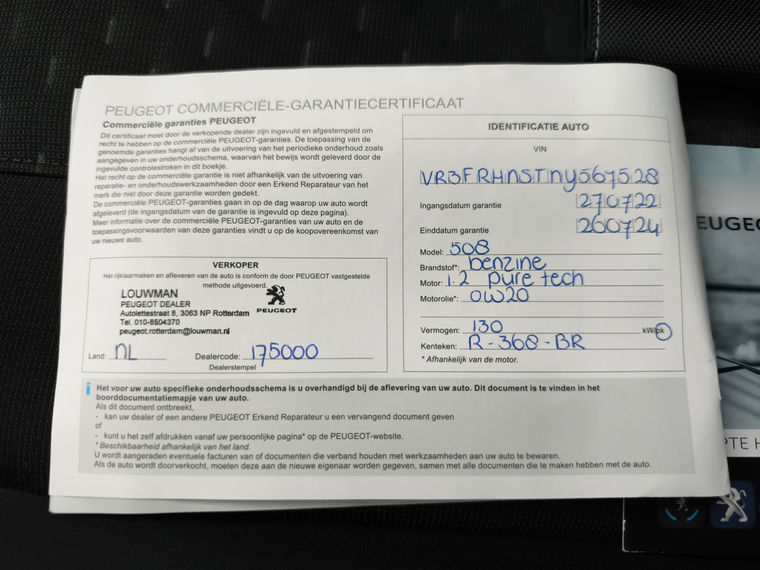 PEUGEOT COMMERCIËLE-GARANTIECERTIFICAAT
Commerciële garanties PEUGEOT
Dit certificaat moet door de verkopende dealer zijn ingevuld en afgestempeld om
recht te hebben op de commerciële PEUGEOT-garanties. De toepassing van de
genoemde garanties hangt af van de uitvoering van het periodieke onderhoud zoals
aangegeven in uw onderhoudsschema, waarvan het bewijs wordt geleverd door de
ingevulde controlestroken in dit boekje.
Het recht op de commerciële garantie is niet afhankelijk van de uitvoering van
reparatie- en onderhoudswerkzaamheden door een Erkend Reparateur van het
merk die niet door deze garantie worden gedekt.
De commerciële PEUGEOT-garanties gaan in op de dag waarop uw auto wordt
afgeleverd (de ingangsdatum van de garantie is ingevuld op deze pagina).
Meer informatie over de commerciële PEUGEOT-garanties van uw auto en de
toepassingsvoorwaarden van deze garanties vindt u op de koopovereenkomst van
uw nieuwe auto.
VERKOPER
Het rijklaarmaken en afleveren van de auto is conform de door PEUGEOT vastgestelde
methode uitgevoerd.
LOUWMAN
PEUGEOT DEALER
Autolettestraat 8, 3063 NP Rotterdam
Tel. 010-8504370
peugeot.rotterdam@louwman.nl
PEUGEOT
Land: NL Dealercode: 175000
Dealerstempel
IDENTIFICATIE AUTO
VIN
VR3FRHNSTNY567528
Ingangsdatum garantie 270722
Einddatum garantie 260724
Model: 508
Brandstof*: benzine
Motor: 1.2 pure tech
Motorolie*: 0W20
Vermogen: 130 kW/pk
Kenteken: R-368-BR
* Afhankelijk van de motor.
i Het voor uw auto specifieke onderhoudsschema is u overhandigd bij de aflevering van uw auto. Dit document is te vinden in het
boorddocumentatiemapje van uw auto.
Als dit document ontbreekt,
- kan uw dealer of een andere PEUGEOT Erkend Reparateur u een vervangend document geven
of
- kunt u het zelf afdrukken vanaf uw persoonlijke pagina* op de PEUGEOT-website.
* Beschikbaarheid afhankelijk van het land.
U wordt aangeraden eventuele facturen van of documenten die verband houden met werkzaamheden aan uw auto te bewaren.
Als de auto wordt doorverkocht, moeten deze aan de nieuwe eigenaar worden gegeven, samen met alle documenten die te maken hebben met de auto.
EUGEO
PTE H